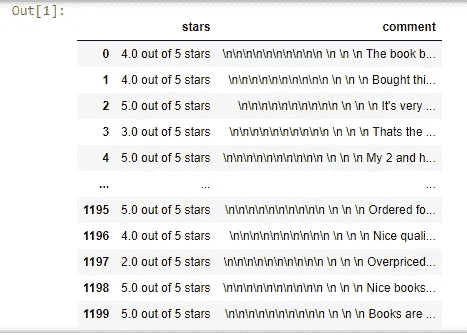 Out[1]:
stars comment
0 4.0 out of 5 stars \n\n\n\n\n\n\n\n\n\n \n \n \n The book b...
1 4.0 out of 5 stars \n\n\n\n\n\n\n\n\n\n \n \n \n Bought thi...
2 5.0 out of 5 stars \n\n\n\n\n\n\n\n\n\n \n \n \n It's very ...
3 3.0 out of 5 stars \n\n\n\n\n\n\n\n\n\n \n \n \n Thats the ...
4 5.0 out of 5 stars \n\n\n\n\n\n\n\n\n\n \n \n \n My 2 and h...
... ... ...
1195 5.0 out of 5 stars \n\n\n\n\n\n\n\n\n\n \n \n \n Ordered fo...
1196 4.0 out of 5 stars \n\n\n\n\n\n\n\n\n\n \n \n \n Nice quali...
1197 2.0 out of 5 stars \n\n\n\n\n\n\n\n\n\n \n \n \n Overpriced...
1198 5.0 out of 5 stars \n\n\n\n\n\n\n\n\n\n \n \n \n Nice books...
1199 5.0 out of 5 stars \n\n\n\n\n\n\n\n\n\n \n \n \n Books are ...